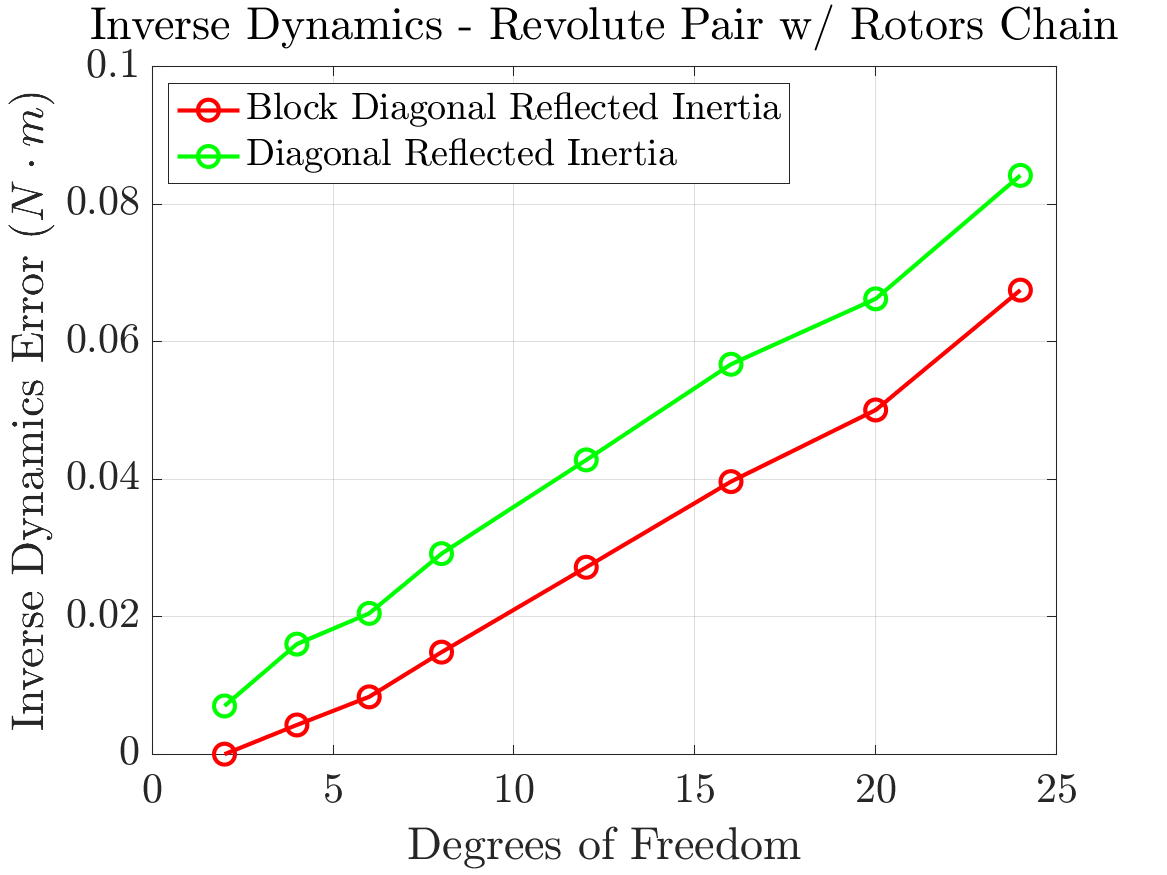 Inverse Dynamics - Revolute Pair w/ Rotors Chain
Block Diagonal Reflected Inertia
Diagonal Reflected Inertia
Inverse Dynamics Error (N · m)
0.1
0.08
0.06
0.04
0.02
0
0 5 10 15 20 25
Degrees of Freedom